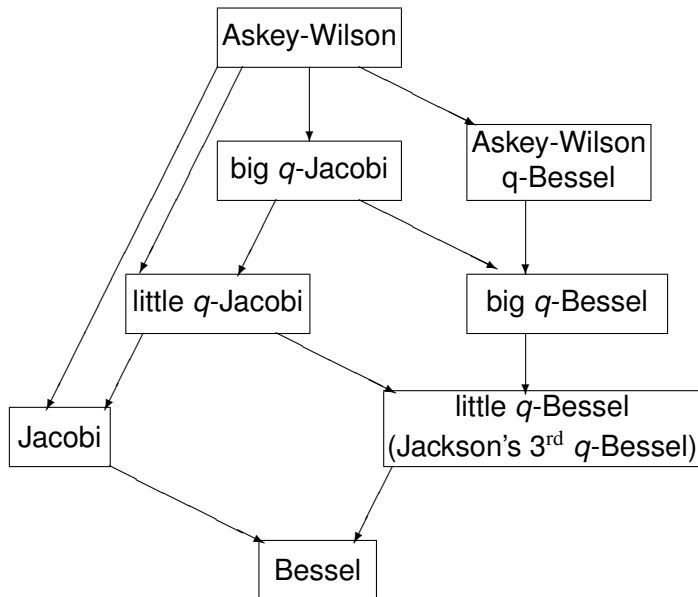 Askey-Wilson
big q-Jacobi
Askey-Wilson
q-Bessel
little q-Jacobi
big q-Bessel
Jacobi
little q-Bessel
(Jackson's 3rd q-Bessel)
Bessel